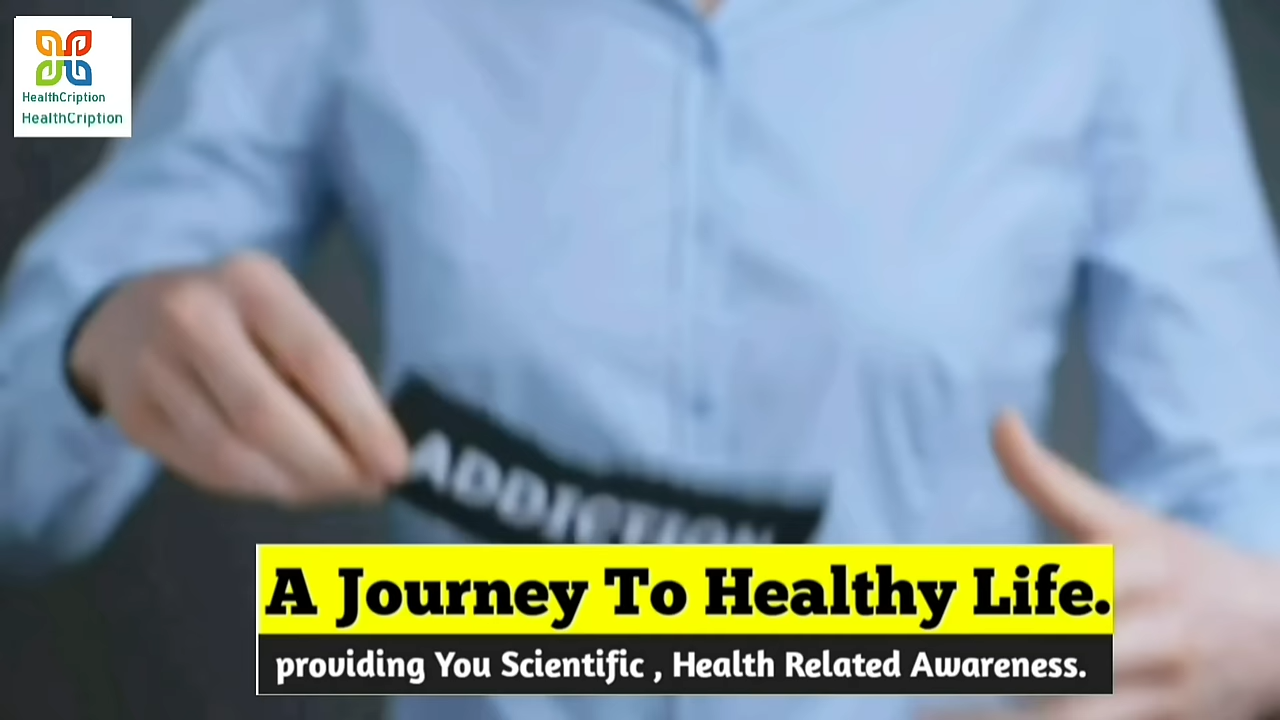 HealthCription
HealthCription
ADDICTION
A Journey To Healthy Life.
providing You Scientific , Health Related Awareness.